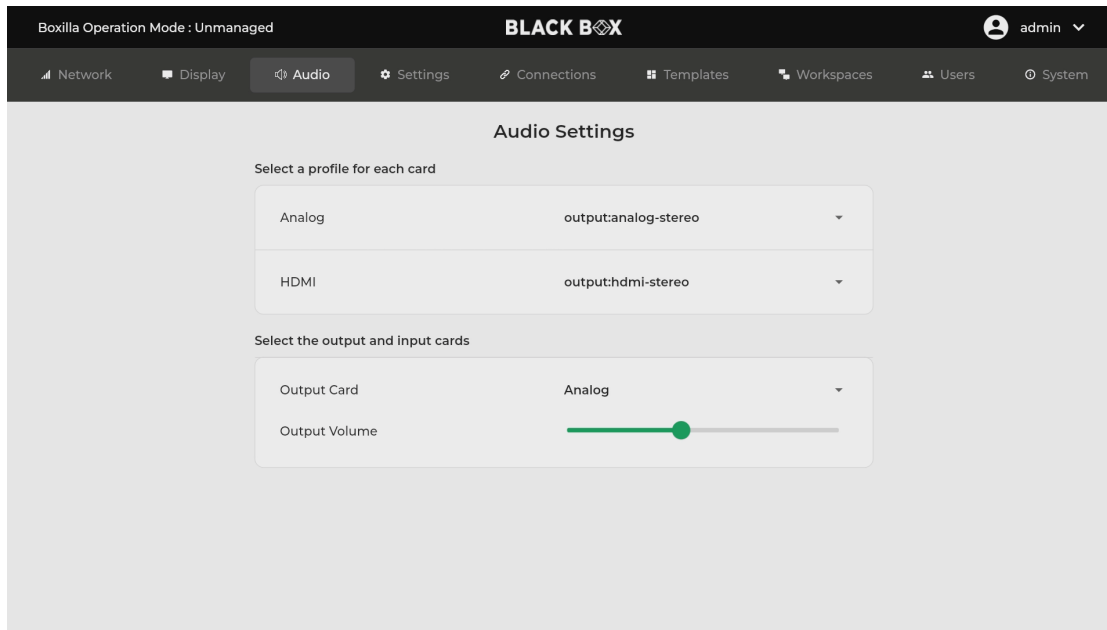 Boxilla Operation Mode : Unmanaged
BLACK BOX
admin
Network Display Audio Settings Connections Templates Workspaces Users System
Audio Settings
Select a profile for each card
Analog output:analog-stereo
HDMI output:hdmi-stereo
Select the output and input cards
Output Card Analog
Output Volume